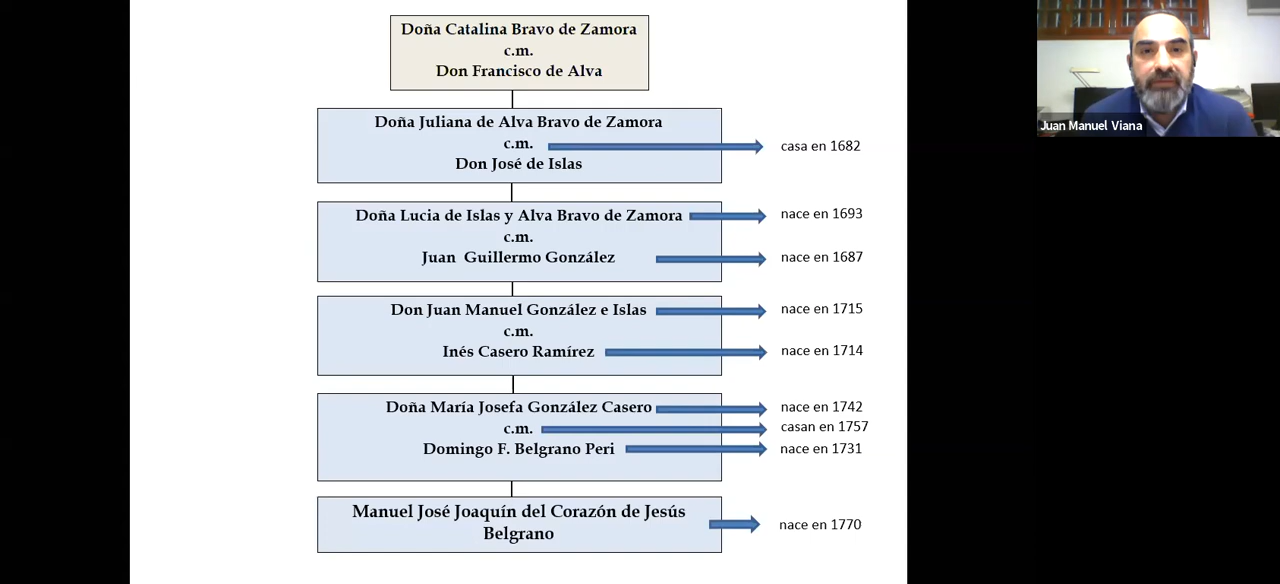 Doña Catalina Bravo de Zamora
c.m.
Don Francisco de Alva
Doña Juliana de Alva Bravo de Zamora
c.m.
casa en 1682
Don José de Islas
Doña Lucia de Islas y Alva Bravo de Zamora
nace en 1693
c.m.
Juan Guillermo González
nace en 1687
Don Juan Manuel González e Islas
nace en 1715
c.m.
Inés Casero Ramírez
nace en 1714
Doña María Josefa González Casero
nace en 1742
c.m.
casan en 1757
Domingo F. Belgrano Peri
nace en 1731
Manuel José Joaquín del Corazón de Jesús
Belgrano
nace en 1770
Juan Manuel Viana